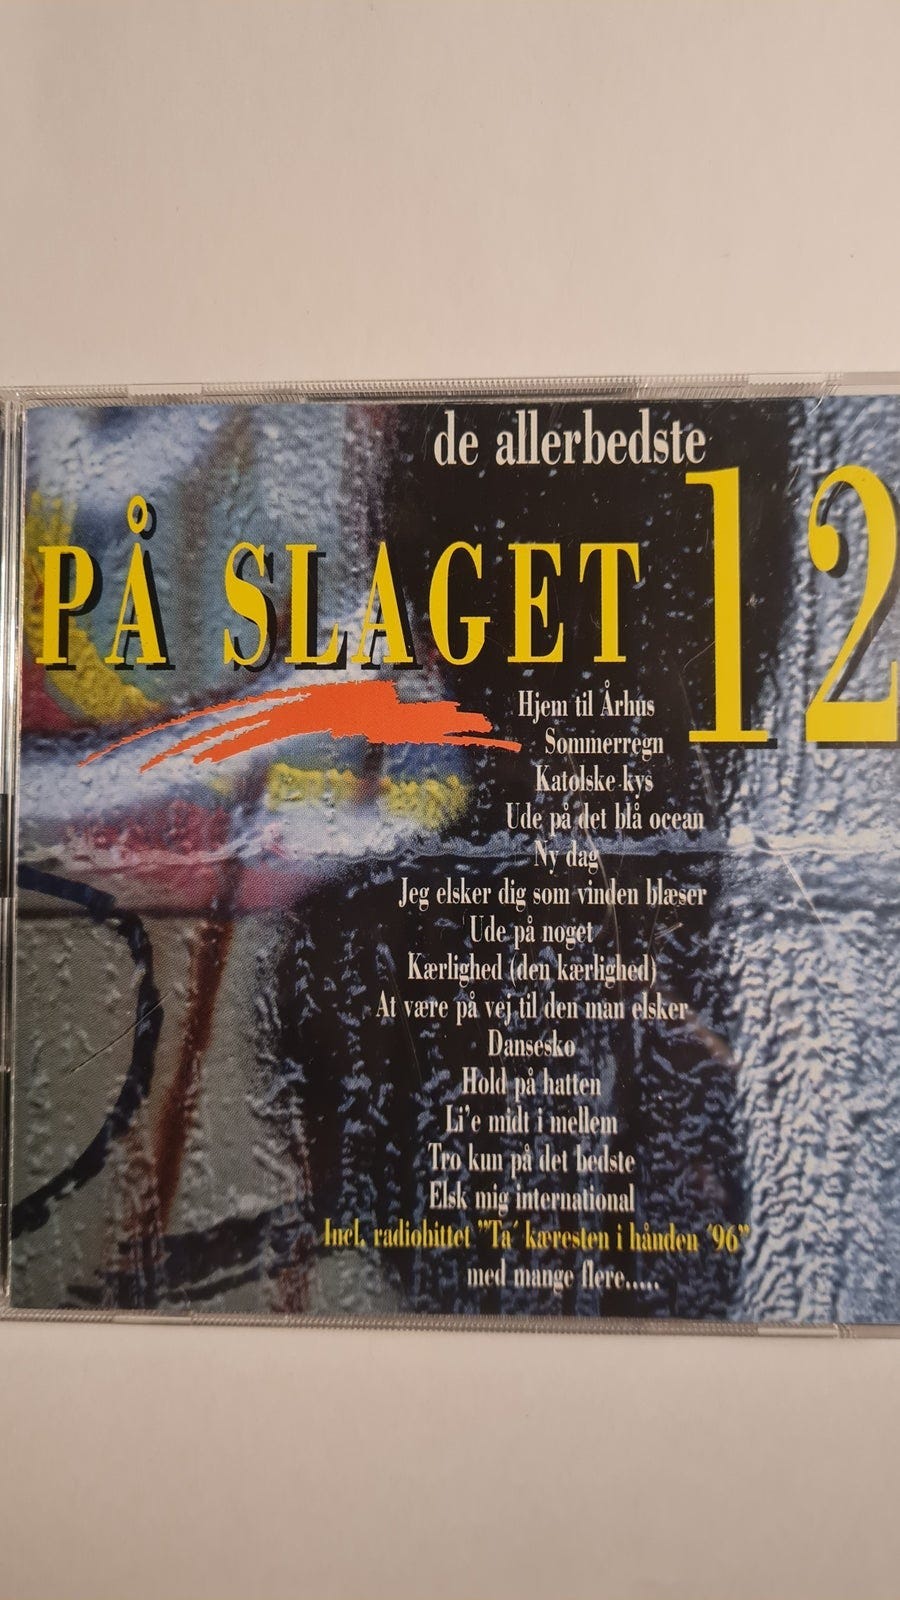 de allerbedste
PÅ SLAGET 12
Hjem til Århus
Sommerregn
Katolske kys
Ude på det blå ocean
Ny dag
Jeg elsker dig som vinden blæser
Ude på noget
Kærlighed (den kærlighed)
At være på vej til den man elsker
Dansesko
Hold på hatten
Li'e midt i mellem
Tro kun på det bedste
Elsk mig international
Incl. radiohittet "Ta´ kæresten i hånden ´96"
med mange flere.....